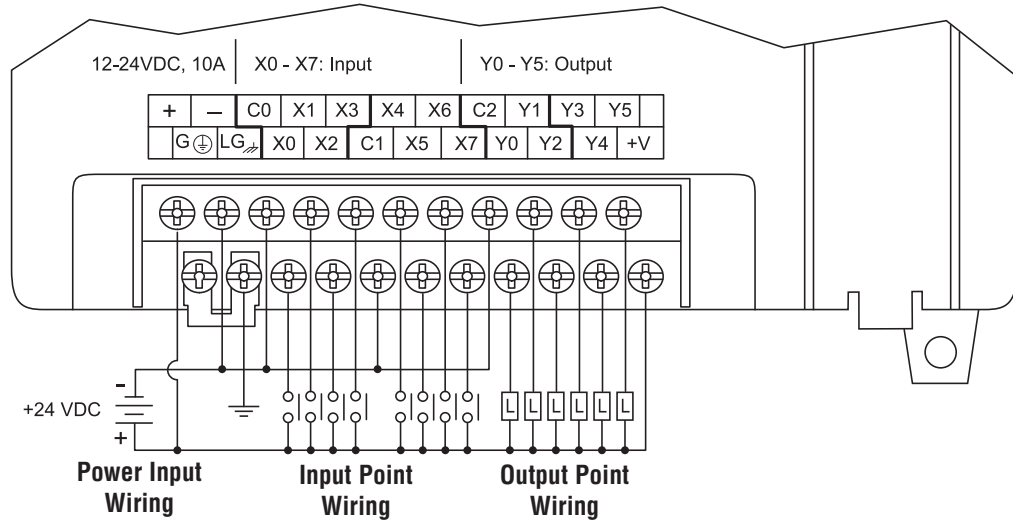 12-24VDC, 10A X0 - X7: Input Y0 - Y5: Output
+ – C0 X1 X3 X4 X6 C2 Y1 Y3 Y5
G LG X0 X2 C1 X5 X7 Y0 Y2 Y4 +V
-
+24 VDC
+
L L L L L L
Power Input Wiring
Input Point Wiring
Output Point Wiring